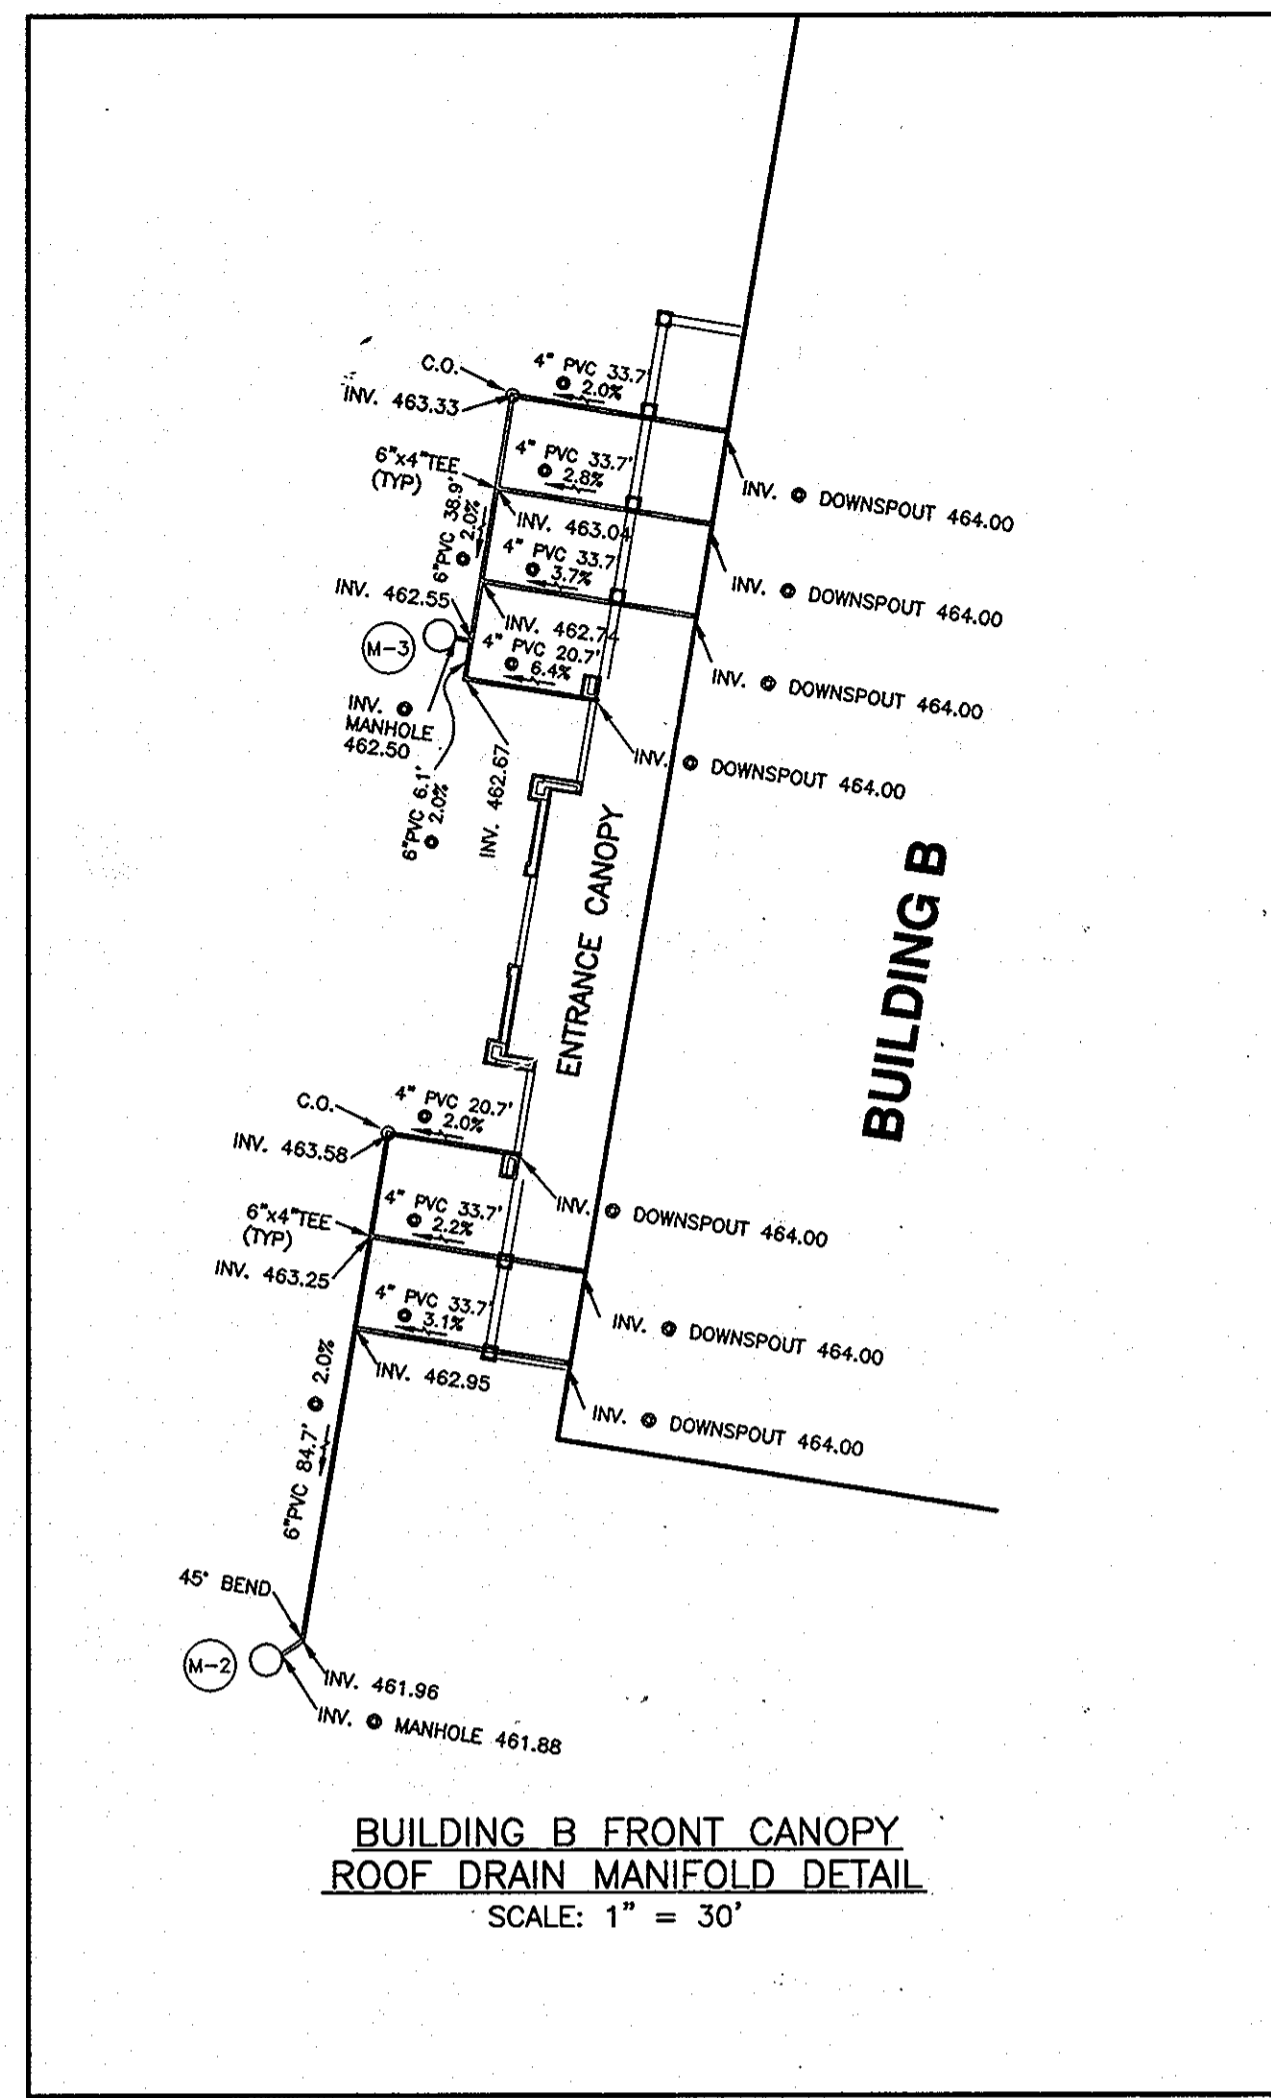 4" PVC 33.7'
@ 2.0%
C.O.
INV. 463.33
6"x4"TEE
(TYP)
4" PVC 33.7'
@ 2.8%
INV. @ DOWNSPOUT 464.00
INV. 463.04
6"PVC 38.9'
@ 2.0%
4" PVC 33.7'
@ 3.7%
INV. @ DOWNSPOUT 464.00
INV. 462.55
INV. 462.74
M-3
4" PVC 20.7'
@ 6.4%
INV. @ DOWNSPOUT 464.00
INV. @
MANHOLE
462.50
INV. @ DOWNSPOUT 464.00
6"PVC 6.1'
@ 2.0%
INV. 462.67
ENTRANCE CANOPY
BUILDING B
C.O.
4" PVC 20.7'
@ 2.0%
INV. 463.58
INV. @ DOWNSPOUT 464.00
6"x4"TEE
(TYP)
4" PVC 33.7'
@ 2.2%
INV. 463.25
4" PVC 33.7'
@ 3.1%
INV. @ DOWNSPOUT 464.00
INV. 462.95
INV. @ DOWNSPOUT 464.00
6"PVC 84.7' @ 2.0%
45° BEND
M-2
INV. 461.96
INV. @ MANHOLE 461.88
BUILDING B FRONT CANOPY
ROOF DRAIN MANIFOLD DETAIL
SCALE: 1" = 30'